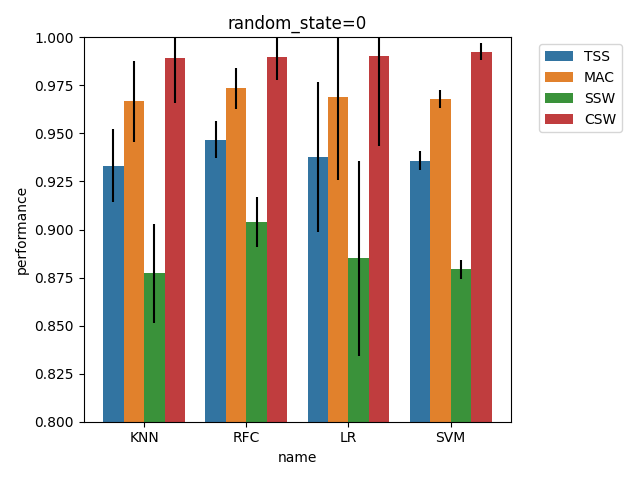 random_state=0
1.000
0.975
0.950
0.925
0.900
0.875
0.850
0.825
0.800
performance
KNN
RFC
LR
SVM
name
TSS
MAC
SSW
CSW